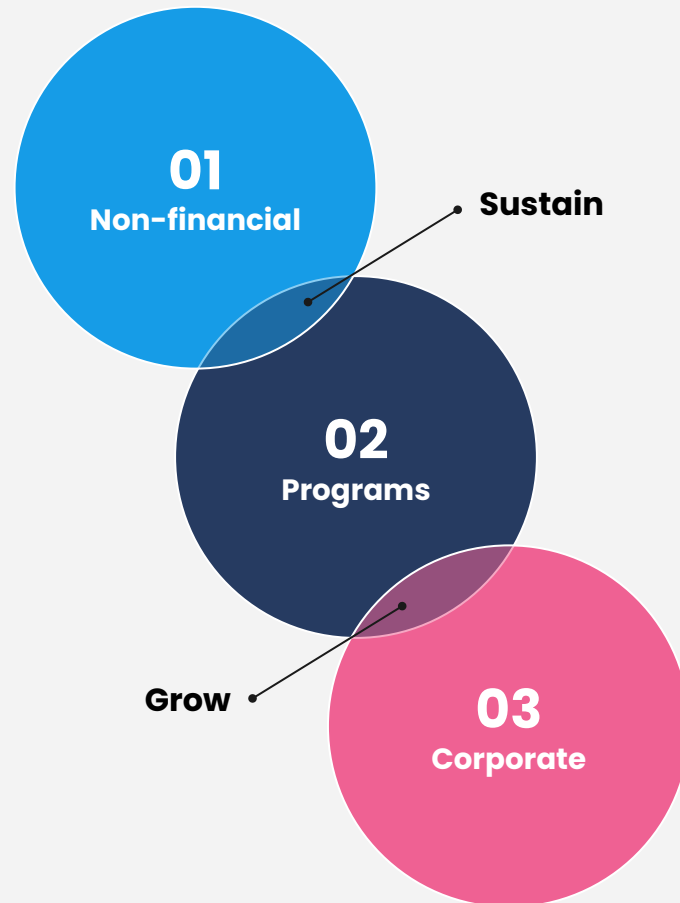 01
Non-financial
Sustain
02
Programs
Grow
03
Corporate